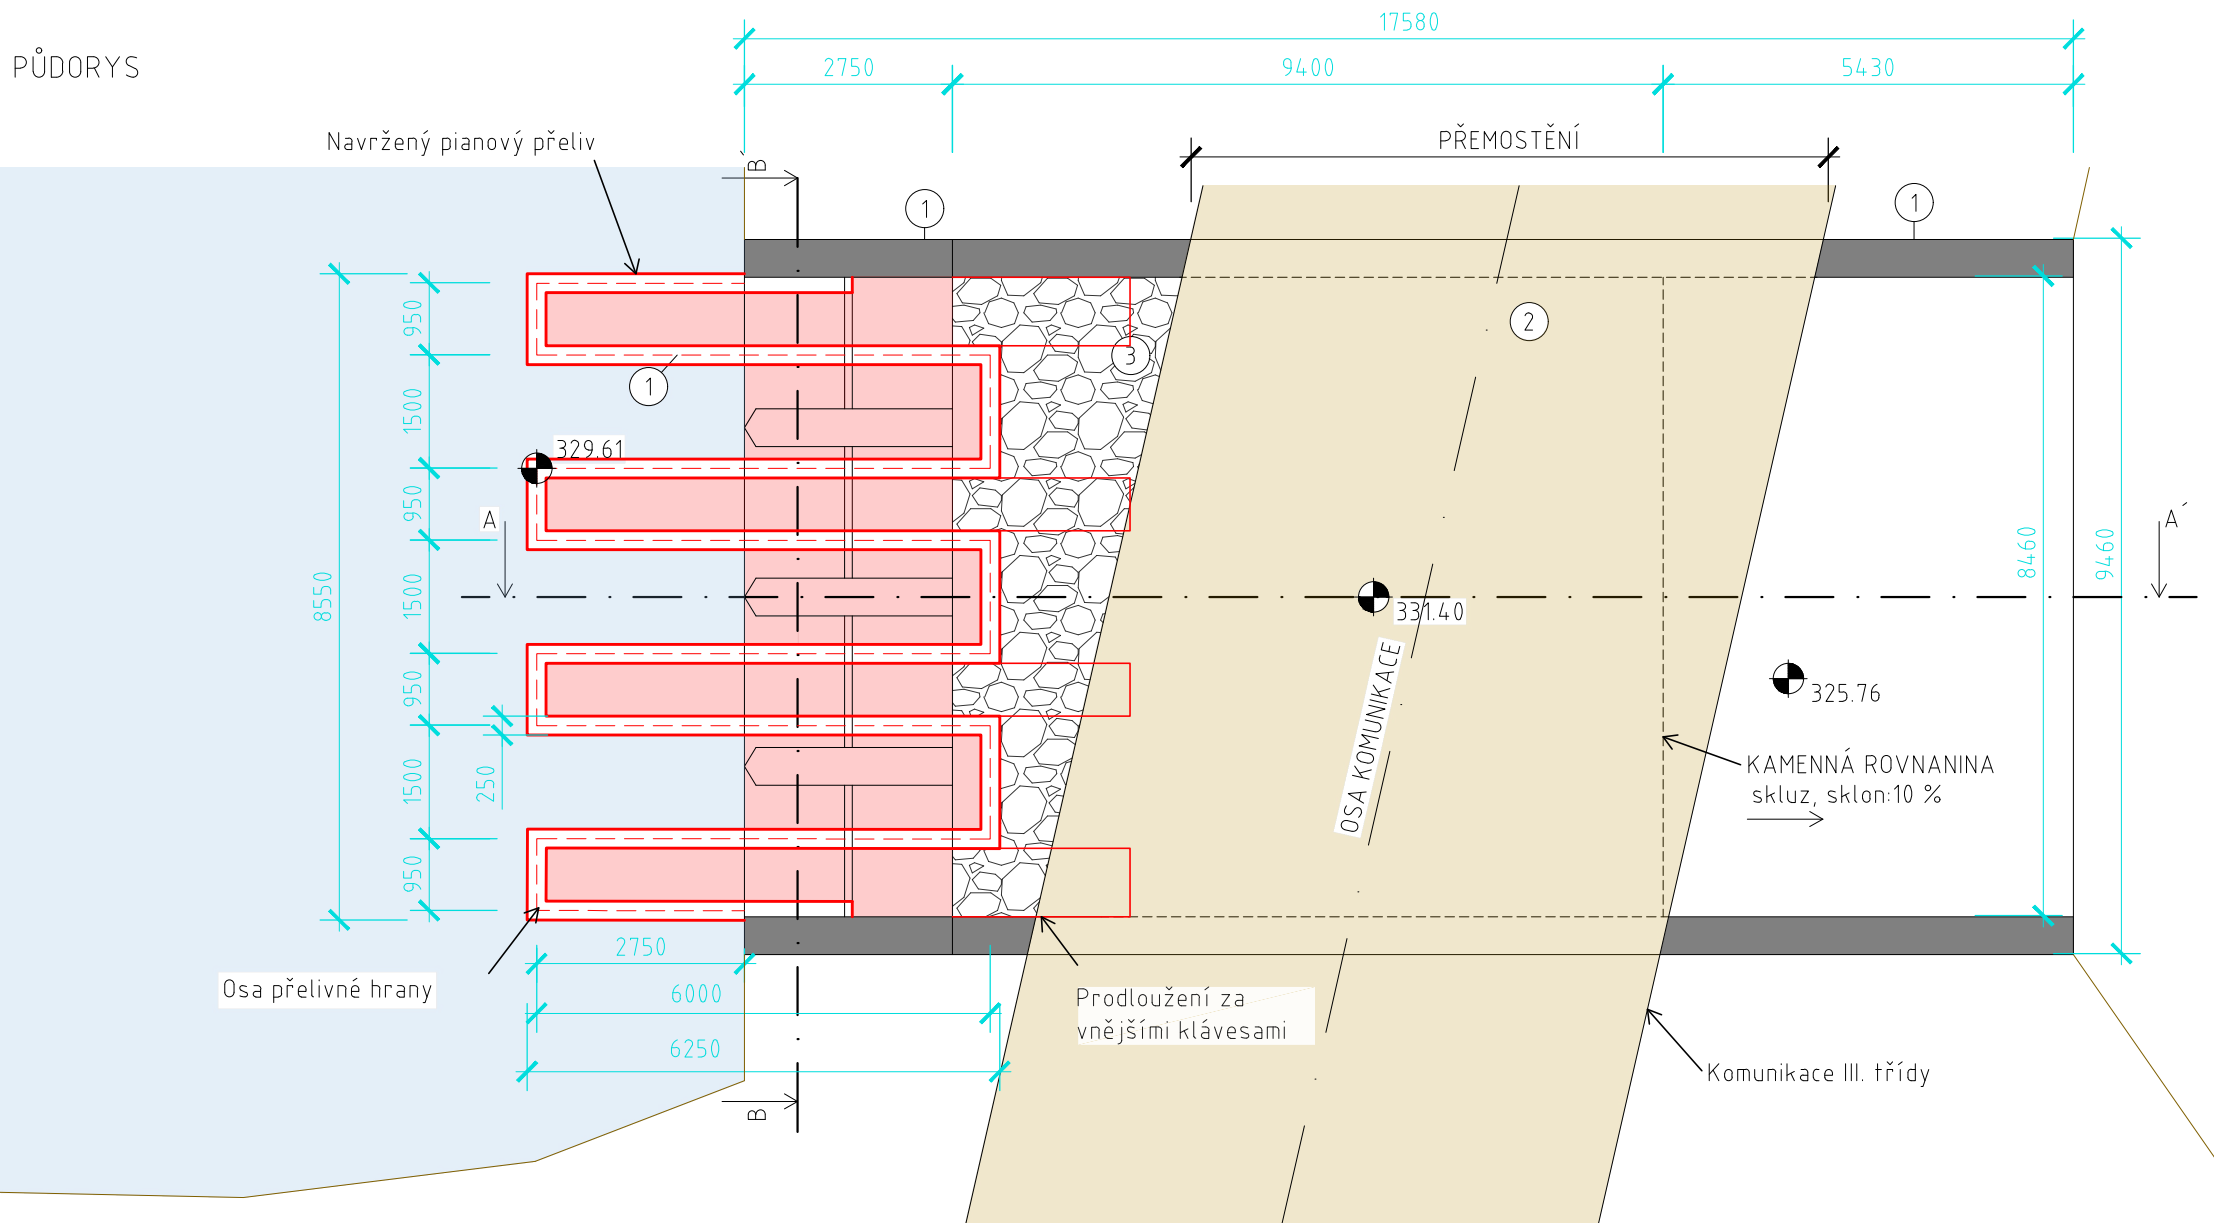 17580
PŮDORYS
2750
9400
5430
Navržený pianový přeliv
PŘEMOSTĚNÍ
B´
1
1
2
3
1
950
1500
950
1500
950
1500
950
8550
250
329.61
A
A´
331.40
8460
9460
325.76
OSA KOMUNIKACE
KAMENNÁ ROVNANINA
skluz, sklon:10 %
2750
6000
6250
Osa přelivné hrany
Prodloužení za
vnějšími klávesami
Komunikace III. třídy
B